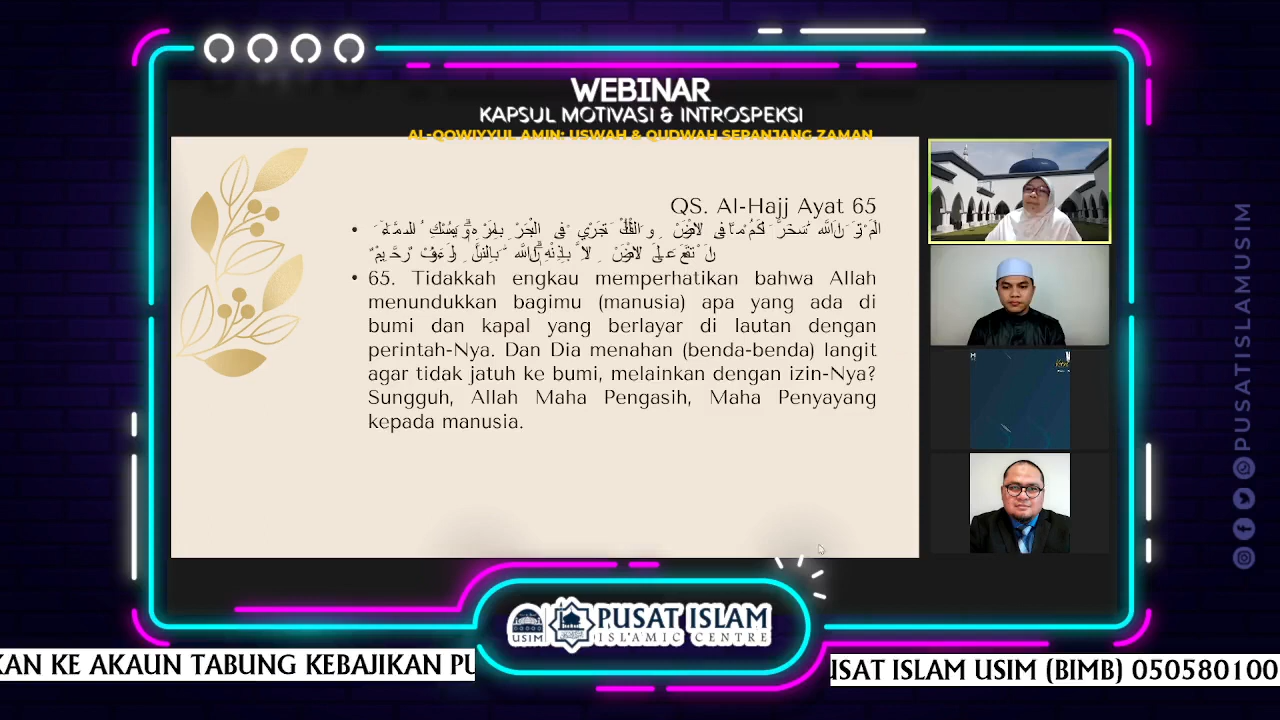 WEBINAR
KAPSUL MOTIVASI & INTROSPEKSI
AL-QOWIYYUL AMIN: USWAH & QUDWAH SEPANJANG ZAMAN
QS. Al-Hajj Ayat 65
• 65. Tidakkah engkau memperhatikan bahwa Allah
menundukkan bagimu (manusia) apa yang ada di
bumi dan kapal yang berlayar di lautan dengan
perintah-Nya. Dan Dia menahan (benda-benda) langit
agar tidak jatuh ke bumi, melainkan dengan izin-Nya?
Sungguh, Allah Maha Pengasih, Maha Penyayang
kepada manusia.
PUSATISLAMUSIM
USIM
PUSAT ISLAM
ISLAMIC CENTRE
KAN KE AKAUN TABUNG KEBAJIKAN PU
USAT ISLAM USIM (BIMB) 050580100